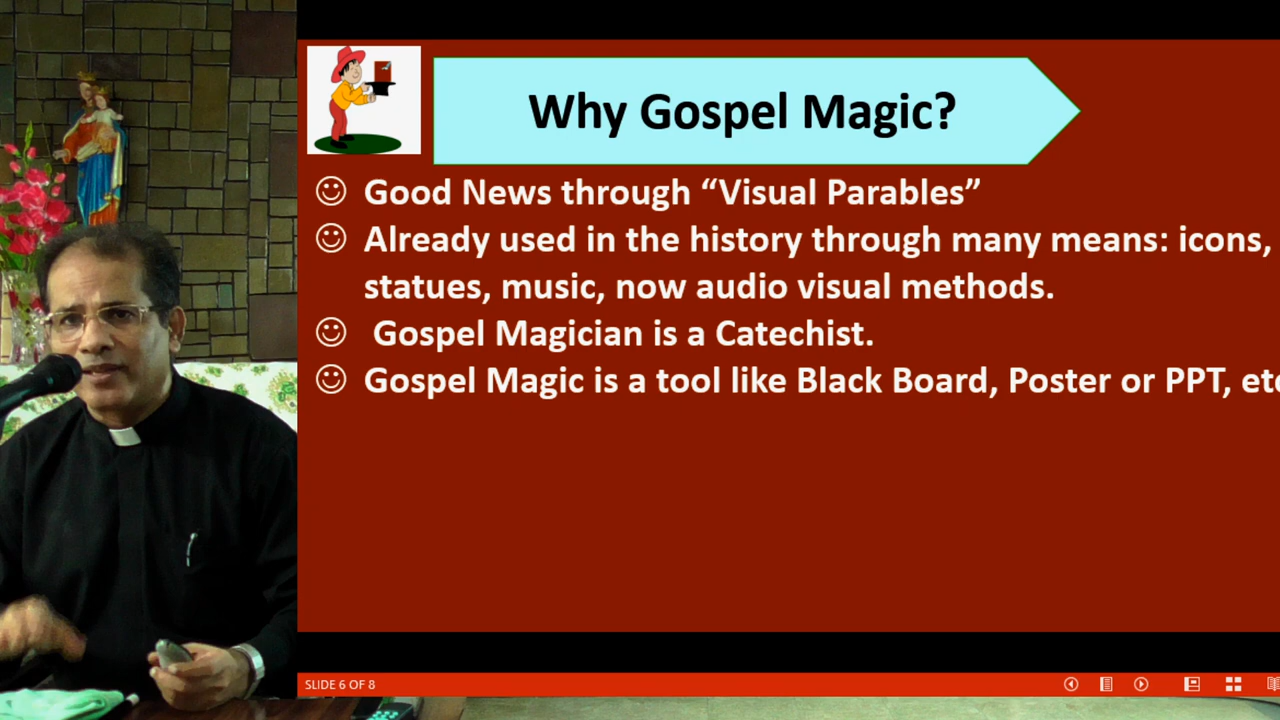 Why Gospel Magic?
Good News through “Visual Parables”
Already used in the history through many means: icons,
statues, music, now audio visual methods.
Gospel Magician is a Catechist.
Gospel Magic is a tool like Black Board, Poster or PPT, etc
SLIDE 6 OF 8